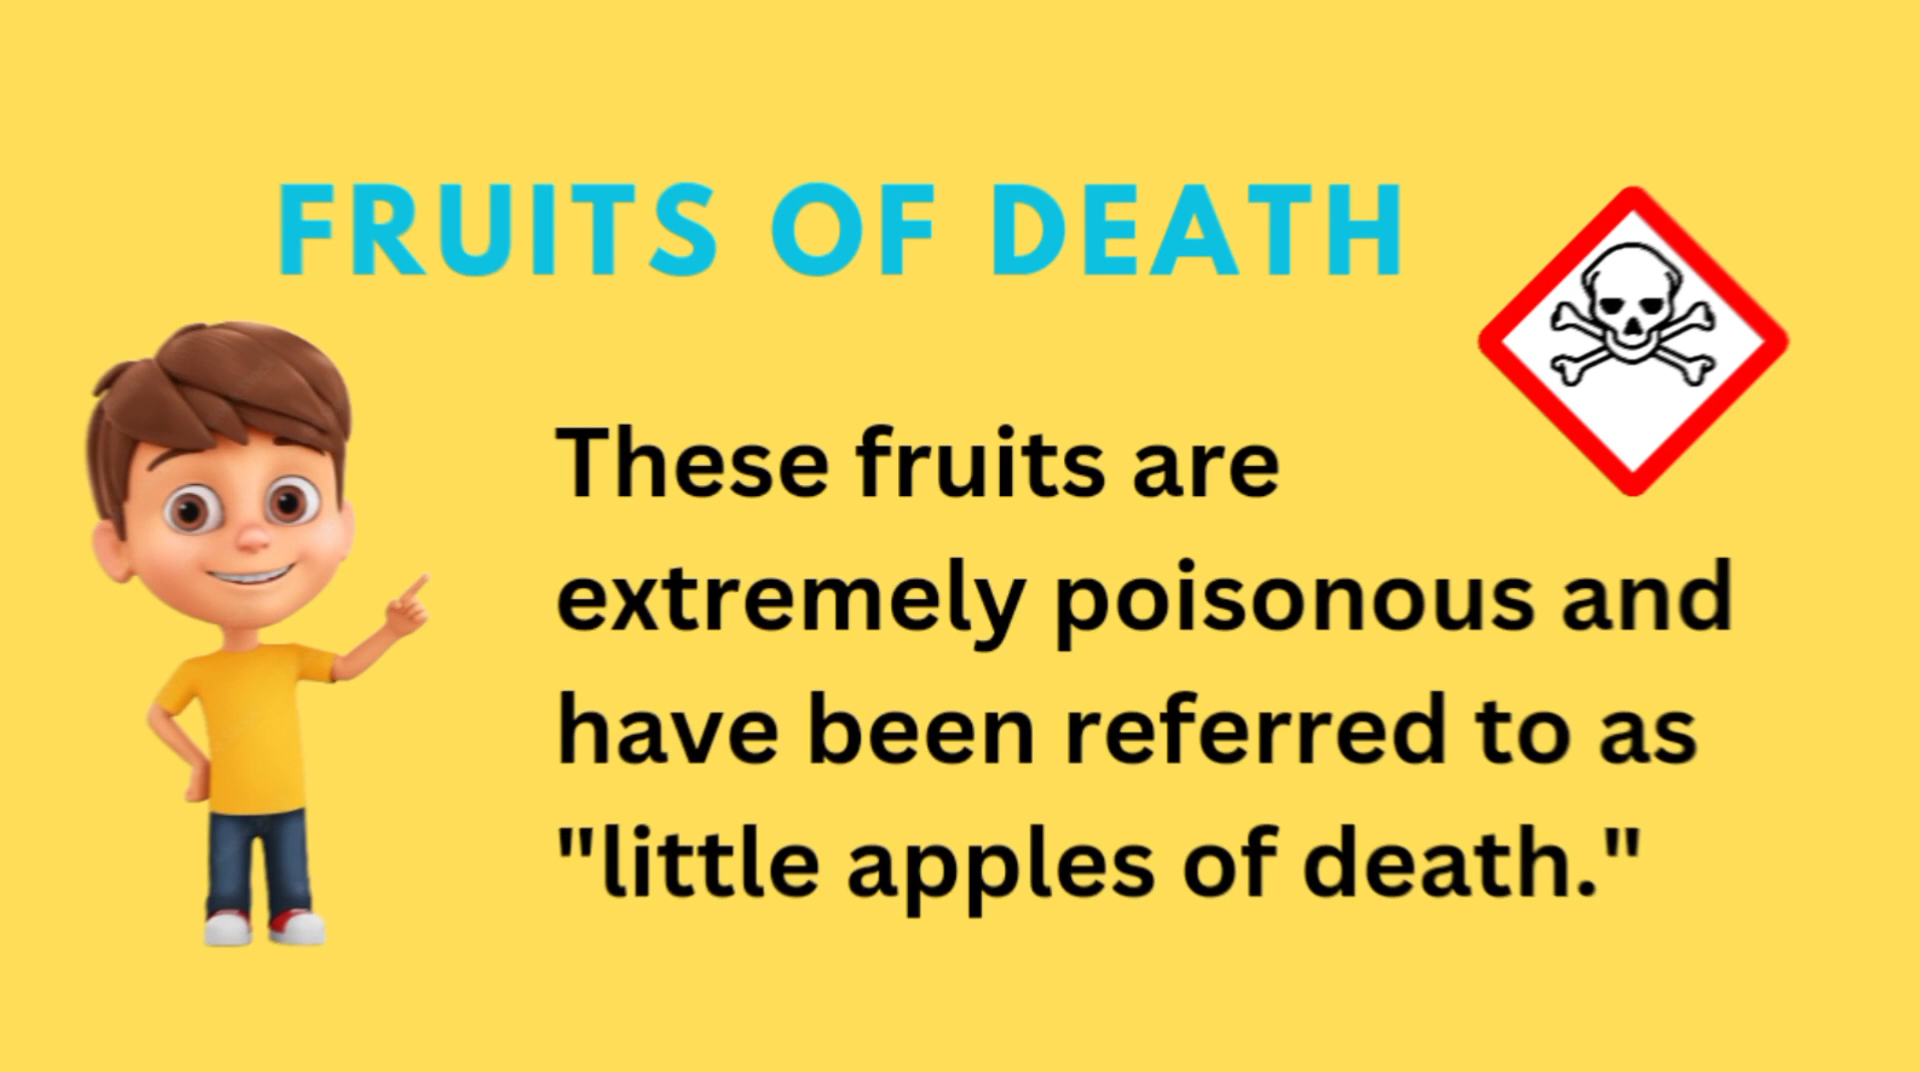 FRUITS OF DEATH
These fruits are
extremely poisonous and
have been referred to as
"little apples of death."